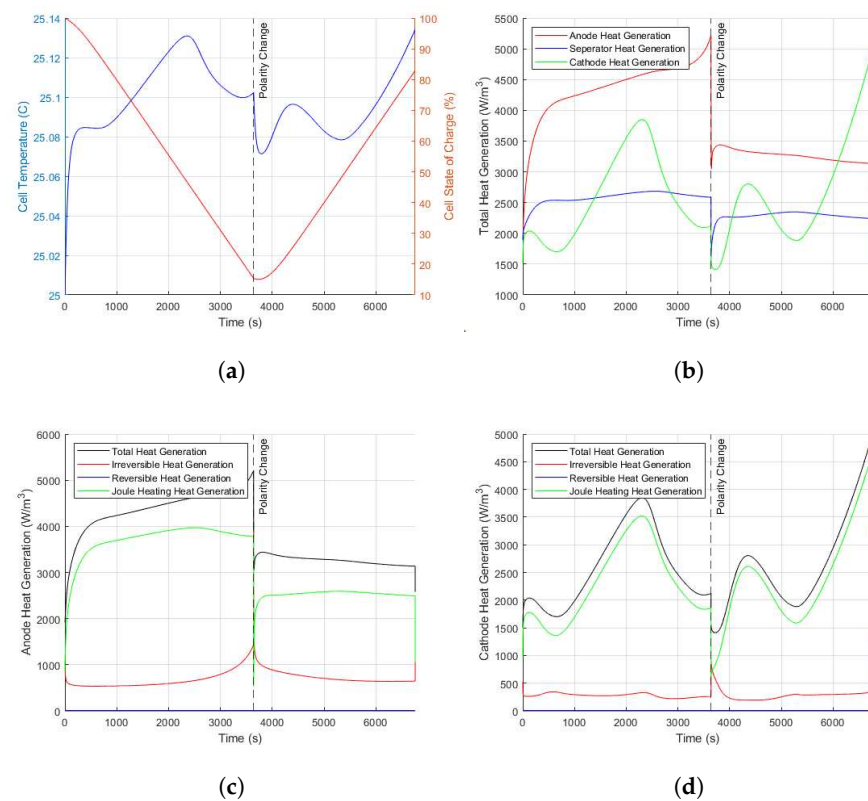 25.14
25.12
25.1
25.08
25.06
25.04
25.02
25
Cell Temperature (C)
Polarity Change
100
90
80
70
60
50
40
30
20
10
Cell State of Charge (%)
0 1000 2000 3000 4000 5000 6000
Time (s)
(a)
5500
5000
4500
4000
3500
3000
2500
2000
1500
1000
Total Heat Generation (W/m³)
Anode Heat Generation
Seperator Heat Generation
Cathode Heat Generation
Polarity Change
0 1000 2000 3000 4000 5000 6000
Time (s)
(b)
6000
5000
4000
3000
2000
1000
0
Anode Heat Generation (W/m³)
Total Heat Generation
Irreversible Heat Generation
Reversible Heat Generation
Joule Heating Heat Generation
Polarity Change
0 1000 2000 3000 4000 5000 6000
Time (s)
(c)
5000
4500
4000
3500
3000
2500
2000
1500
1000
500
0
Cathode Heat Generation (W/m³)
Total Heat Generation
Irreversible Heat Generation
Reversible Heat Generation
Joule Heating Heat Generation
Polarity Change
0 1000 2000 3000 4000 5000 6000
Time (s)
(d)